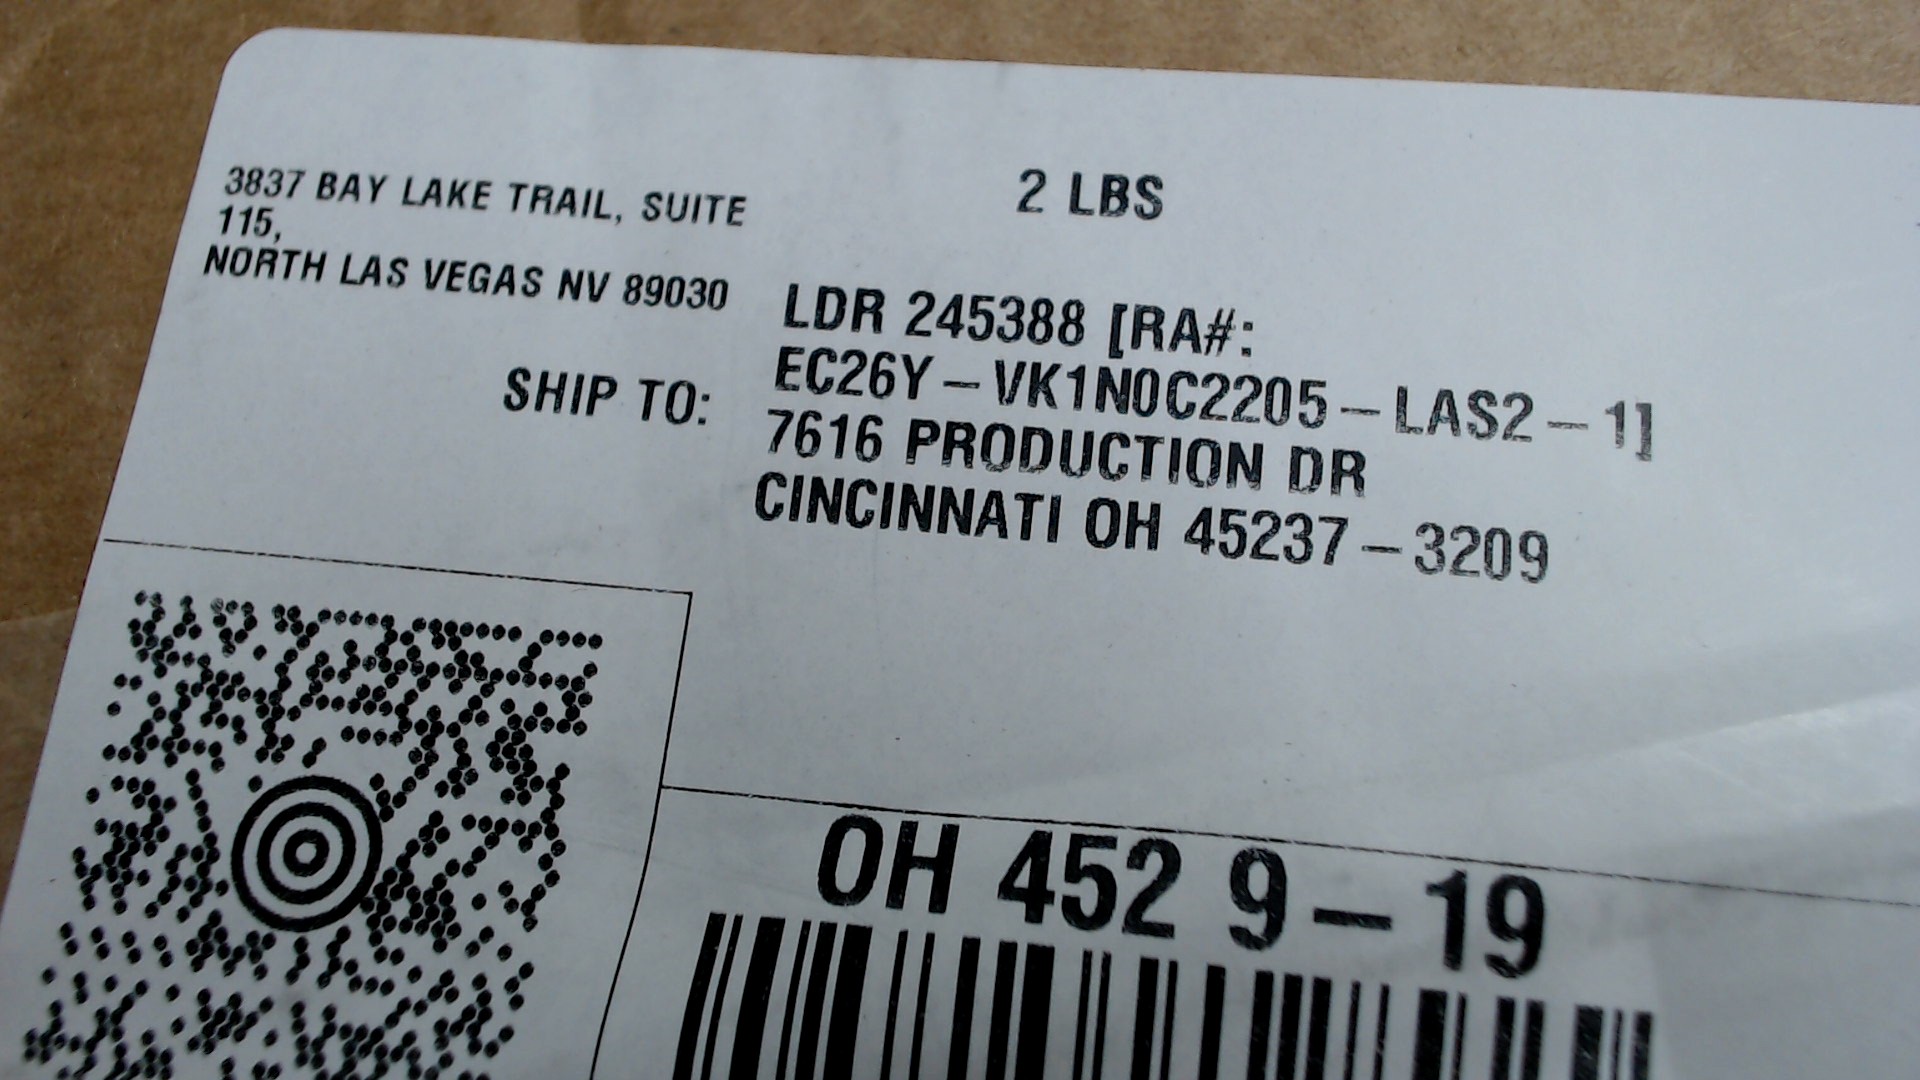 3837 BAY LAKE TRAIL, SUITE
115,
NORTH LAS VEGAS NV 89030
2 LBS
SHIP TO:
LDR 245388 [RA#:
EC26Y-VK1N0C2205-LAS2-1]
7616 PRODUCTION DR
CINCINNATI OH 45237-3209
OH 452 9-19